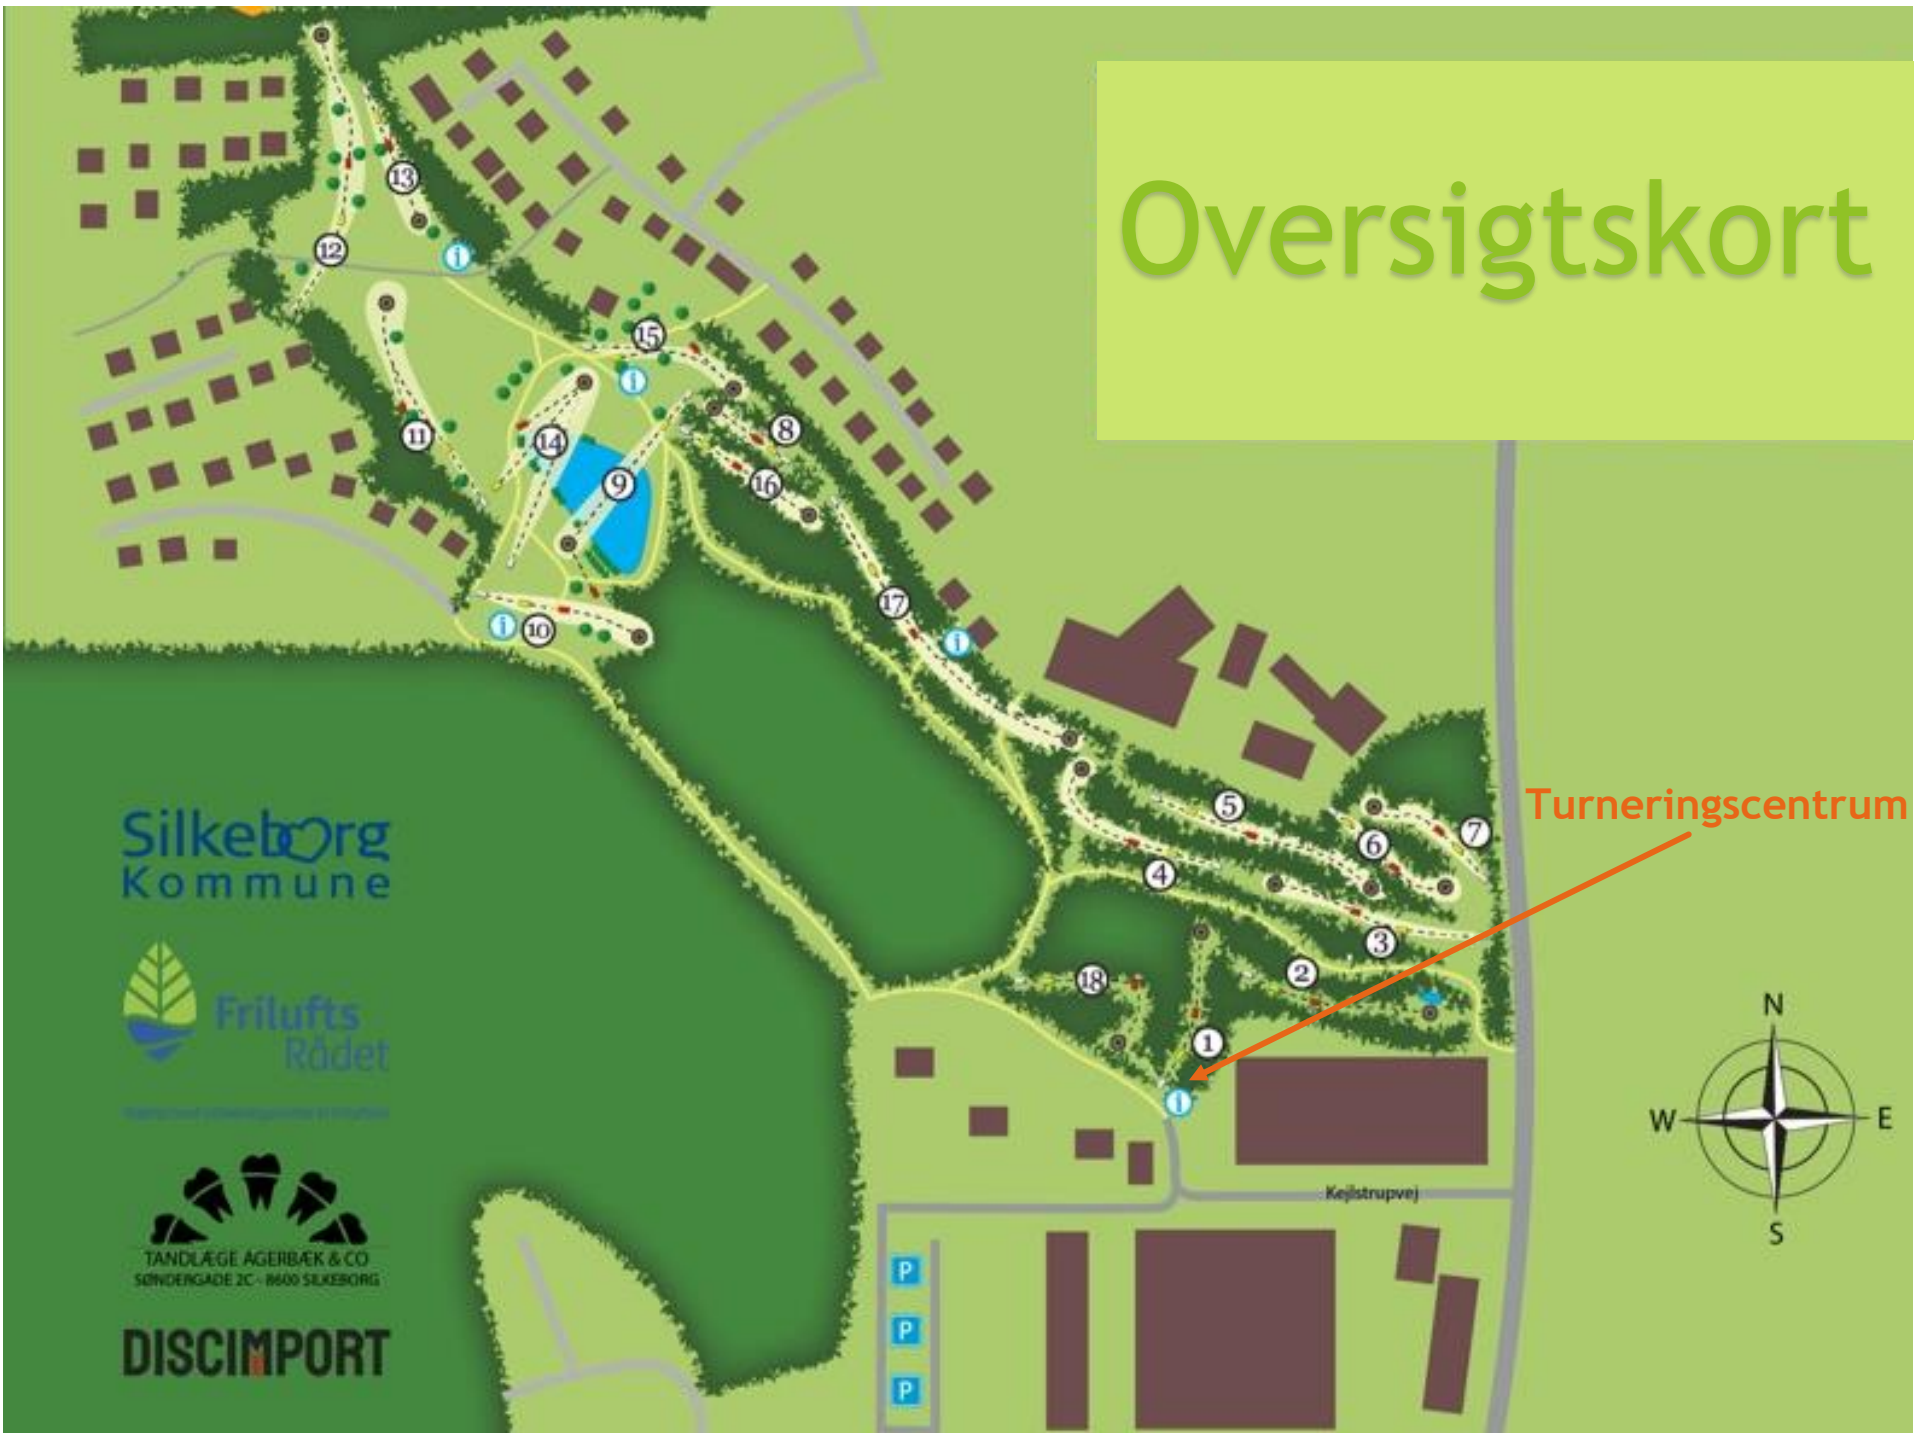 Oversigtskort
13
12
i
15
i
8
11
14
9
16
i
10
17
i
Turneringscentrum
5
7
6
4
3
2
18
1
i
Silkeborg
Kommune
Frilufts
Rådet
TANDLÆGE AGERBÆK & CO
SØNDERGADE 2C - 8600 SILKEBORG
DISCIMPORT
Kejlstrupvej
P
P
P
N
W
E
S